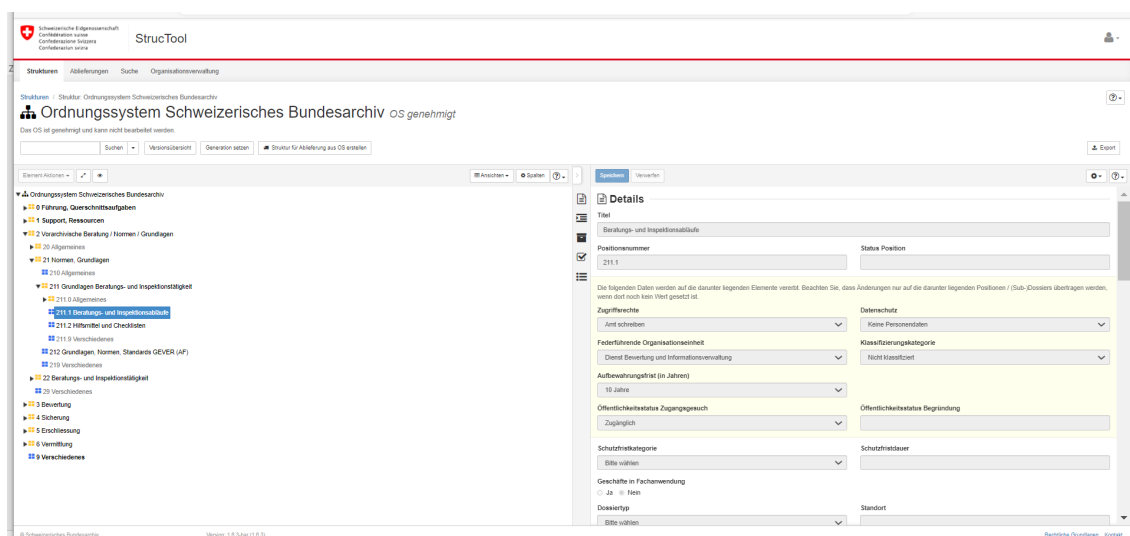 Schweizerische Eidgenossenschaft
Confédération suisse
Confederazione Svizzera
Confederaziun svizra
StrucTool
Z
Strukturen Ablieferungen Suche Organisationsverwaltung
Strukturen / Struktur: Ordnungssystem Schweizerisches Bundesarchiv
Ordnungssystem Schweizerisches Bundesarchiv OS genehmigt
Das OS ist genehmigt und kann nicht bearbeitet werden.
Suchen Versionsübersicht Generation setzen Struktur für Ablieferung aus OS erstellen Export
Element Aktionen Ansichten Spalten
Ordnungssystem Schweizerisches Bundesarchiv
0 Führung, Querschnittsaufgaben
1 Support, Ressourcen
2 Vorarchivische Beratung / Normen / Grundlagen
20 Allgemeines
21 Normen, Grundlagen
210 Allgemeines
211 Grundlagen Beratungs- und Inspektionstätigkeit
211.0 Allgemeines
211.1 Beratungs- und Inspektionsabläufe
211.2 Hilfsmittel und Checklisten
211.9 Verschiedenes
212 Grundlagen, Normen, Standards GEVER (AF)
219 Verschiedenes
22 Beratungs- und Inspektionstätigkeit
29 Verschiedenes
3 Bewertung
4 Sicherung
5 Erschliessung
6 Vermittlung
9 Verschiedenes
Speichern Verwerfen
Details
Titel
Beratungs- und Inspektionsabläufe
Positionsnummer Status Position
211.1
Die folgenden Daten werden auf die darunter liegenden Elemente vererbt. Beachten Sie, dass Änderungen nur auf die darunter liegenden Positionen / (Sub-)Dossiers übertragen werden,
wenn dort noch kein Wert gesetzt ist.
Zugriffsrechte Datenschutz
Amt schreiben Keine Personendaten
Federführende Organisationseinheit Klassifizierungskategorie
Dienst Bewertung und Informationsverwaltung Nicht klassifiziert
Aufbewahrungsfrist (in Jahren)
10 Jahre
Öffentlichkeitsstatus Zugangsgesuch Öffentlichkeitsstatus Begründung
Zugänglich
Schutzfristkategorie Schutzfristdauer
Bitte wählen
Geschäfte in Fachanwendung
Ja Nein
Dossiertyp Standort
Bitte wählen
© Schweizerisches Bundesarchiv Version: 1.6.3-bar (1.6.3) Rechtliche Grundlagen Kontakt